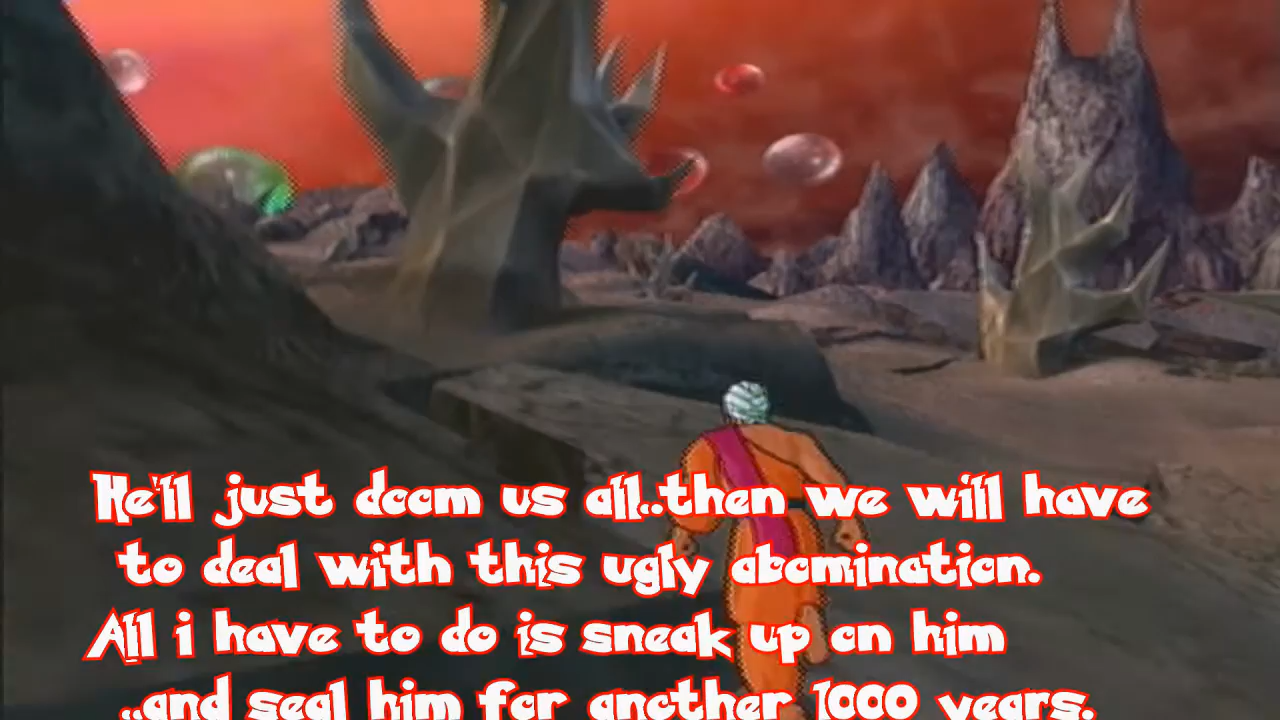 He'll just doom us all..then we will have
to deal with this ugly abomination.
All i have to do is sneak up on him
..and seal him for another 1000 years.